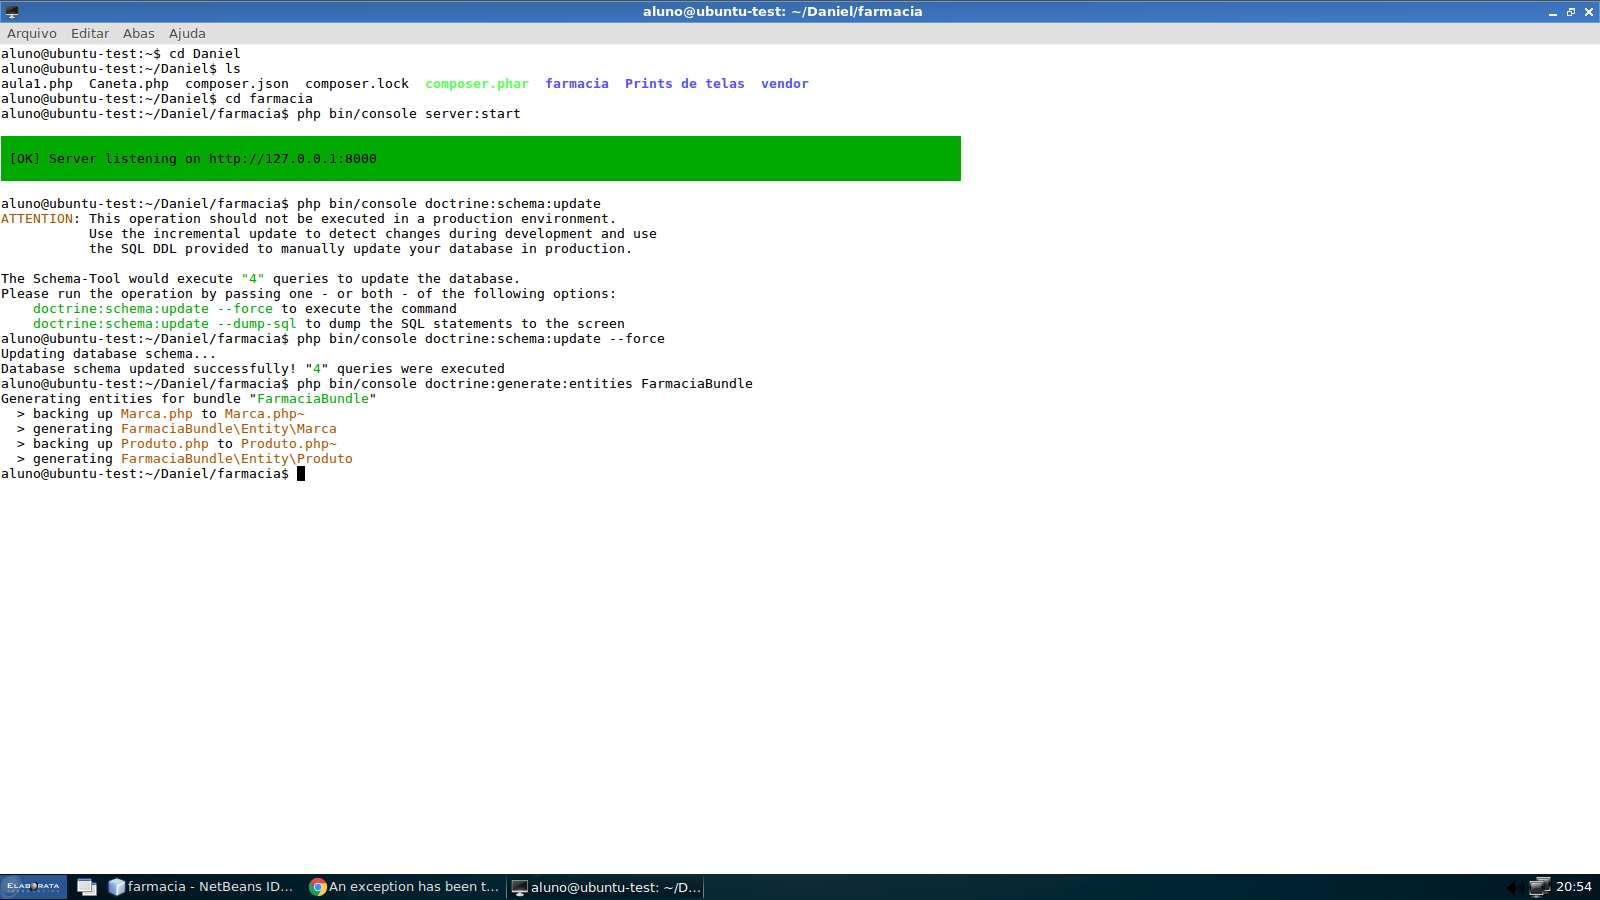 aluno@ubuntu-test: ~/Daniel/farmacia
Arquivo Editar Abas Ajuda
aluno@ubuntu-test:~$ cd Daniel
aluno@ubuntu-test:~/Daniel$ ls
aula1.php  Caneta.php  composer.json  composer.lock  composer.phar  farmacia  Prints de telas  vendor
aluno@ubuntu-test:~/Daniel$ cd farmacia
aluno@ubuntu-test:~/Daniel/farmacia$ php bin/console server:start
[OK] Server listening on http://127.0.0.1:8000
aluno@ubuntu-test:~/Daniel/farmacia$ php bin/console doctrine:schema:update
ATTENTION: This operation should not be executed in a production environment.
Use the incremental update to detect changes during development and use
the SQL DDL provided to manually update your database in production.
The Schema-Tool would execute "4" queries to update the database.
Please run the operation by passing one - or both - of the following options:
doctrine:schema:update --force to execute the command
doctrine:schema:update --dump-sql to dump the SQL statements to the screen
aluno@ubuntu-test:~/Daniel/farmacia$ php bin/console doctrine:schema:update --force
Updating database schema...
Database schema updated successfully! "4" queries were executed
aluno@ubuntu-test:~/Daniel/farmacia$ php bin/console doctrine:generate:entities FarmaciaBundle
Generating entities for bundle "FarmaciaBundle"
> backing up Marca.php to Marca.php~
> generating FarmaciaBundle\Entity\Marca
> backing up Produto.php to Produto.php~
> generating FarmaciaBundle\Entity\Produto
aluno@ubuntu-test:~/Daniel/farmacia$
ELABORATA farmacia - NetBeans ID... An exception has been t... aluno@ubuntu-test: ~/D... 20:54